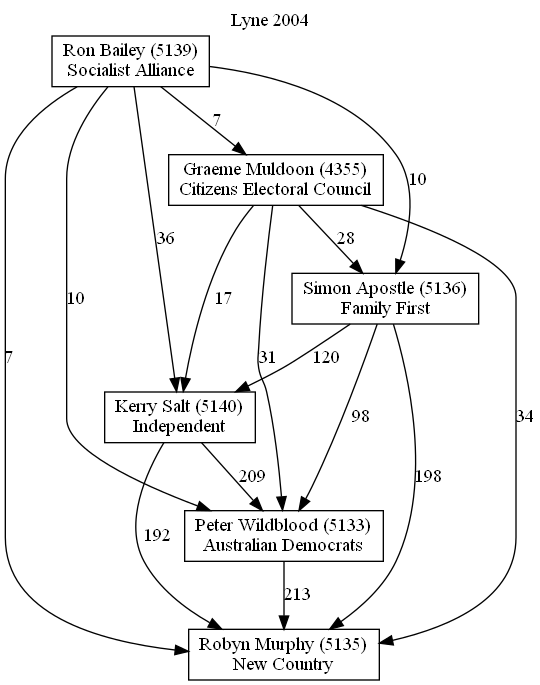 Lyne 2004
Ron Bailey (5139)
Socialist Alliance
7
Graeme Muldoon (4355)
Citizens Electoral Council
10
36
28
Simon Apostle (5136)
Family First
10
17
7
31
120
Kerry Salt (5140)
Independent
98
34
209
198
Peter Wildblood (5133)
Australian Democrats
192
213
Robyn Murphy (5135)
New Country